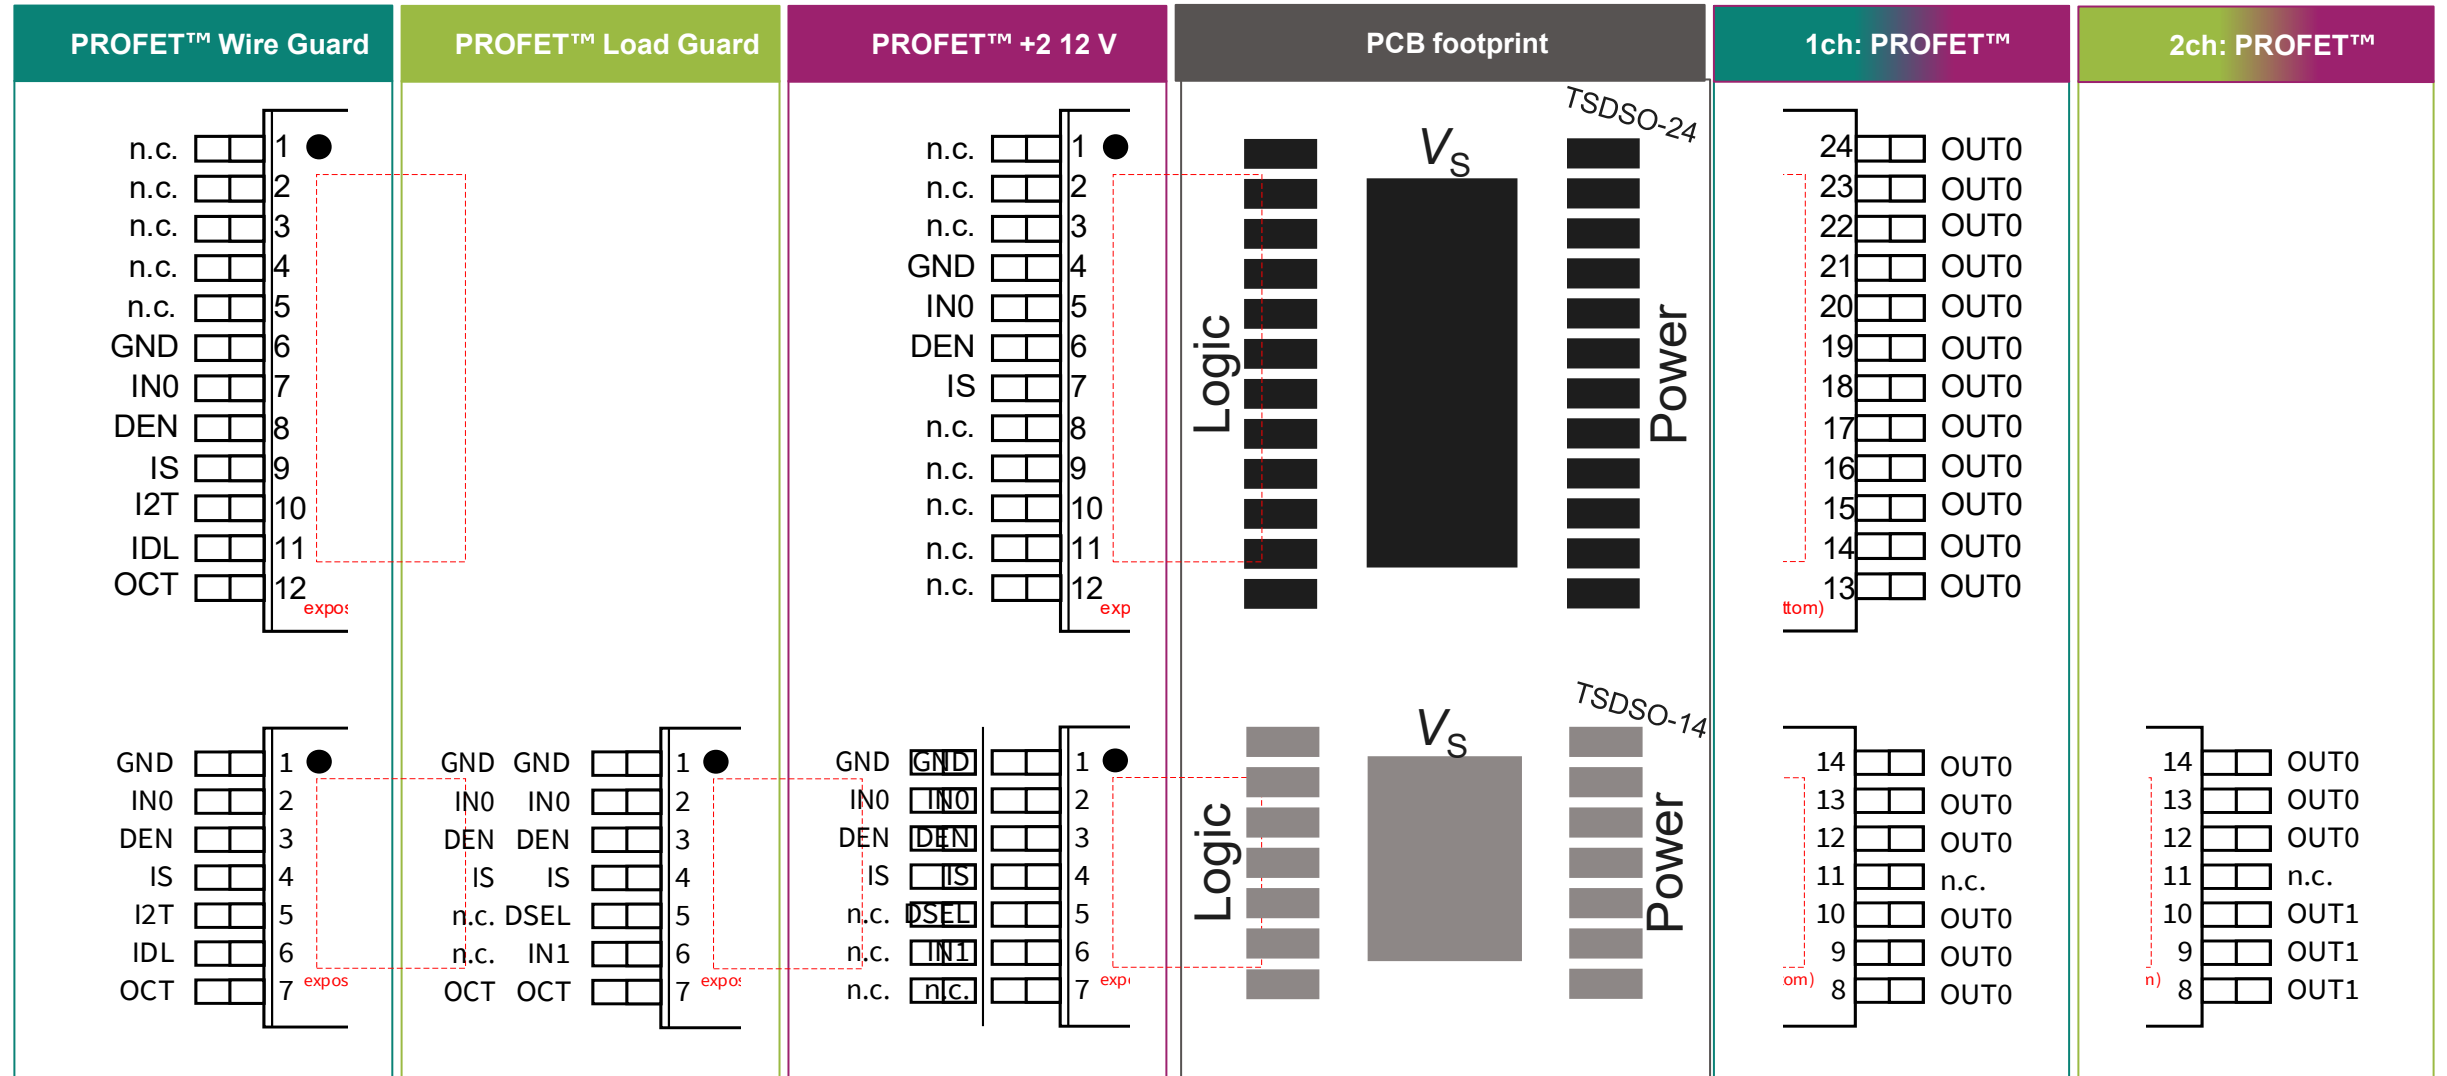 PROFET™ Wire Guard
PROFET™ Load Guard
PROFET™ +2 12 V
PCB footprint
1ch: PROFET™
2ch: PROFET™
n.c. 1
n.c. 2
n.c. 3
n.c. 4
n.c. 5
GND 6
IN0 7
DEN 8
IS 9
I2T 10
IDL 11
OCT 12
expos
n.c. 1
n.c. 2
n.c. 3
GND 4
IN0 5
DEN 6
IS 7
n.c. 8
n.c. 9
n.c. 10
n.c. 11
n.c. 12
exp
TSDSO-24
VS
Logic
Power
24 OUT0
23 OUT0
22 OUT0
21 OUT0
20 OUT0
19 OUT0
18 OUT0
17 OUT0
16 OUT0
15 OUT0
14 OUT0
13 OUT0
ttom)
GND 1
IN0 2
DEN 3
IS 4
I2T 5
IDL 6
OCT 7
expos
GND GND 1
IN0 IN0 2
DEN DEN 3
IS IS 4
n.c. DSEL 5
n.c. IN1 6
OCT OCT 7
expos
GND GND 1
IN0 IN0 2
DEN DEN 3
IS IS 4
n.c. DSEL 5
n.c. IN1 6
n.c. n.c. 7
expo
TSDSO-14
VS
Logic
Power
14 OUT0
13 OUT0
12 OUT0
11 n.c.
10 OUT0
9 OUT0
8 OUT0
om)
14 OUT0
13 OUT0
12 OUT0
11 n.c.
10 OUT1
9 OUT1
8 OUT1
n)